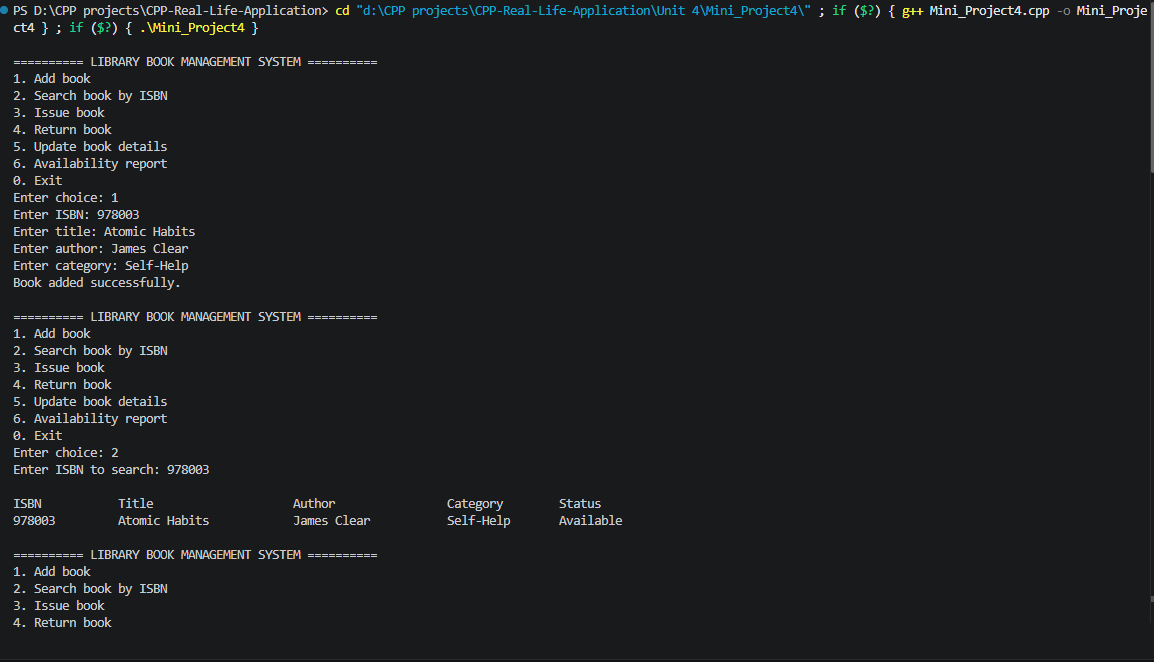 PS D:\CPP projects\CPP-Real-Life-Application> cd "d:\CPP projects\CPP-Real-Life-Application\Unit 4\Mini_Project4\" ; if ($?) { g++ Mini_Project4.cpp -o Mini_Proje
ct4 } ; if ($?) { .\Mini_Project4 }
========== LIBRARY BOOK MANAGEMENT SYSTEM ==========
1. Add book
2. Search book by ISBN
3. Issue book
4. Return book
5. Update book details
6. Availability report
0. Exit
Enter choice: 1
Enter ISBN: 978003
Enter title: Atomic Habits
Enter author: James Clear
Enter category: Self-Help
Book added successfully.
========== LIBRARY BOOK MANAGEMENT SYSTEM ==========
1. Add book
2. Search book by ISBN
3. Issue book
4. Return book
5. Update book details
6. Availability report
0. Exit
Enter choice: 2
Enter ISBN to search: 978003
ISBN Title Author Category Status
978003 Atomic Habits James Clear Self-Help Available
========== LIBRARY BOOK MANAGEMENT SYSTEM ==========
1. Add book
2. Search book by ISBN
3. Issue book
4. Return book